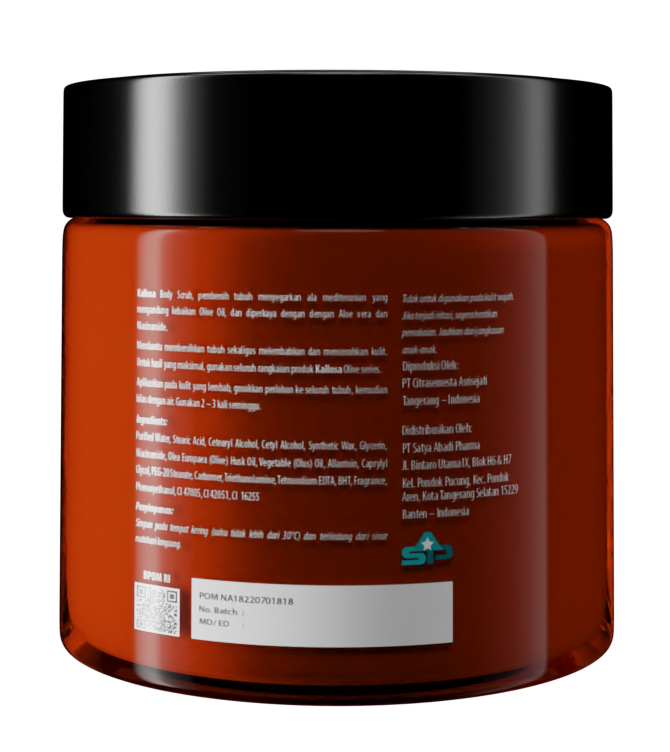 Kallosa Body Scrub, pembersih tubuh menyegarkan ala mediteranian yang
mengandung kebaikan Olive Oil, dan diperkaya dengan dengan Aloe vera dan
Niacinamide.
Membantu membersihkan tubuh sekaligus melembabkan dan mencerahkan kulit.
Untuk hasil yang maksimal, gunakan seluruh rangkaian produk Kallosa Olive series.
Aplikasikan pada kulit yang lembab, gosokkan perlahan ke seluruh tubuh, kemudian
bilas dengan air. Gunakan 2 – 3 kali seminggu.
Ingredients:
Purified Water, Stearic Acid, Cetearyl Alcohol, Cetyl Alcohol, Synthetic Wax, Glycerin,
Niacinamide, Olea Europaea (Olive) Husk Oil, Vegetable (Olus) Oil, Allantoin, Caprylyl
Glycol, PEG-20 Stearate, Carbomer, Triethanolamine, Tetrasodium EDTA, BHT, Fragrance,
Phenoxyethanol, CI 47005, CI 42051, CI 16255
Penyimpanan:
Simpan pada tempat kering (suhu tidak lebih dari 30°C) dan terlindung dari sinar
matahari langsung.
BPOM RI
POM NA18220701818
No. Batch :
MD/ ED :
Tidak untuk digunakan pada kulit wajah.
Jika terjadi iritasi, segera hentikan
pemakaian. Jauhkan dari jangkauan
anak-anak.
Diproduksi Oleh:
PT Citrasemesta Asrisejati
Tangerang – Indonesia
Didistribusikan Oleh:
PT Satya Abadi Pharma
Jl. Bintaro Utama IX, Blok H6 & H7
Kel. Pondok Pucung, Kec. Pondok
Aren, Kota Tangerang Selatan 15229
Banten – Indonesia
SAP